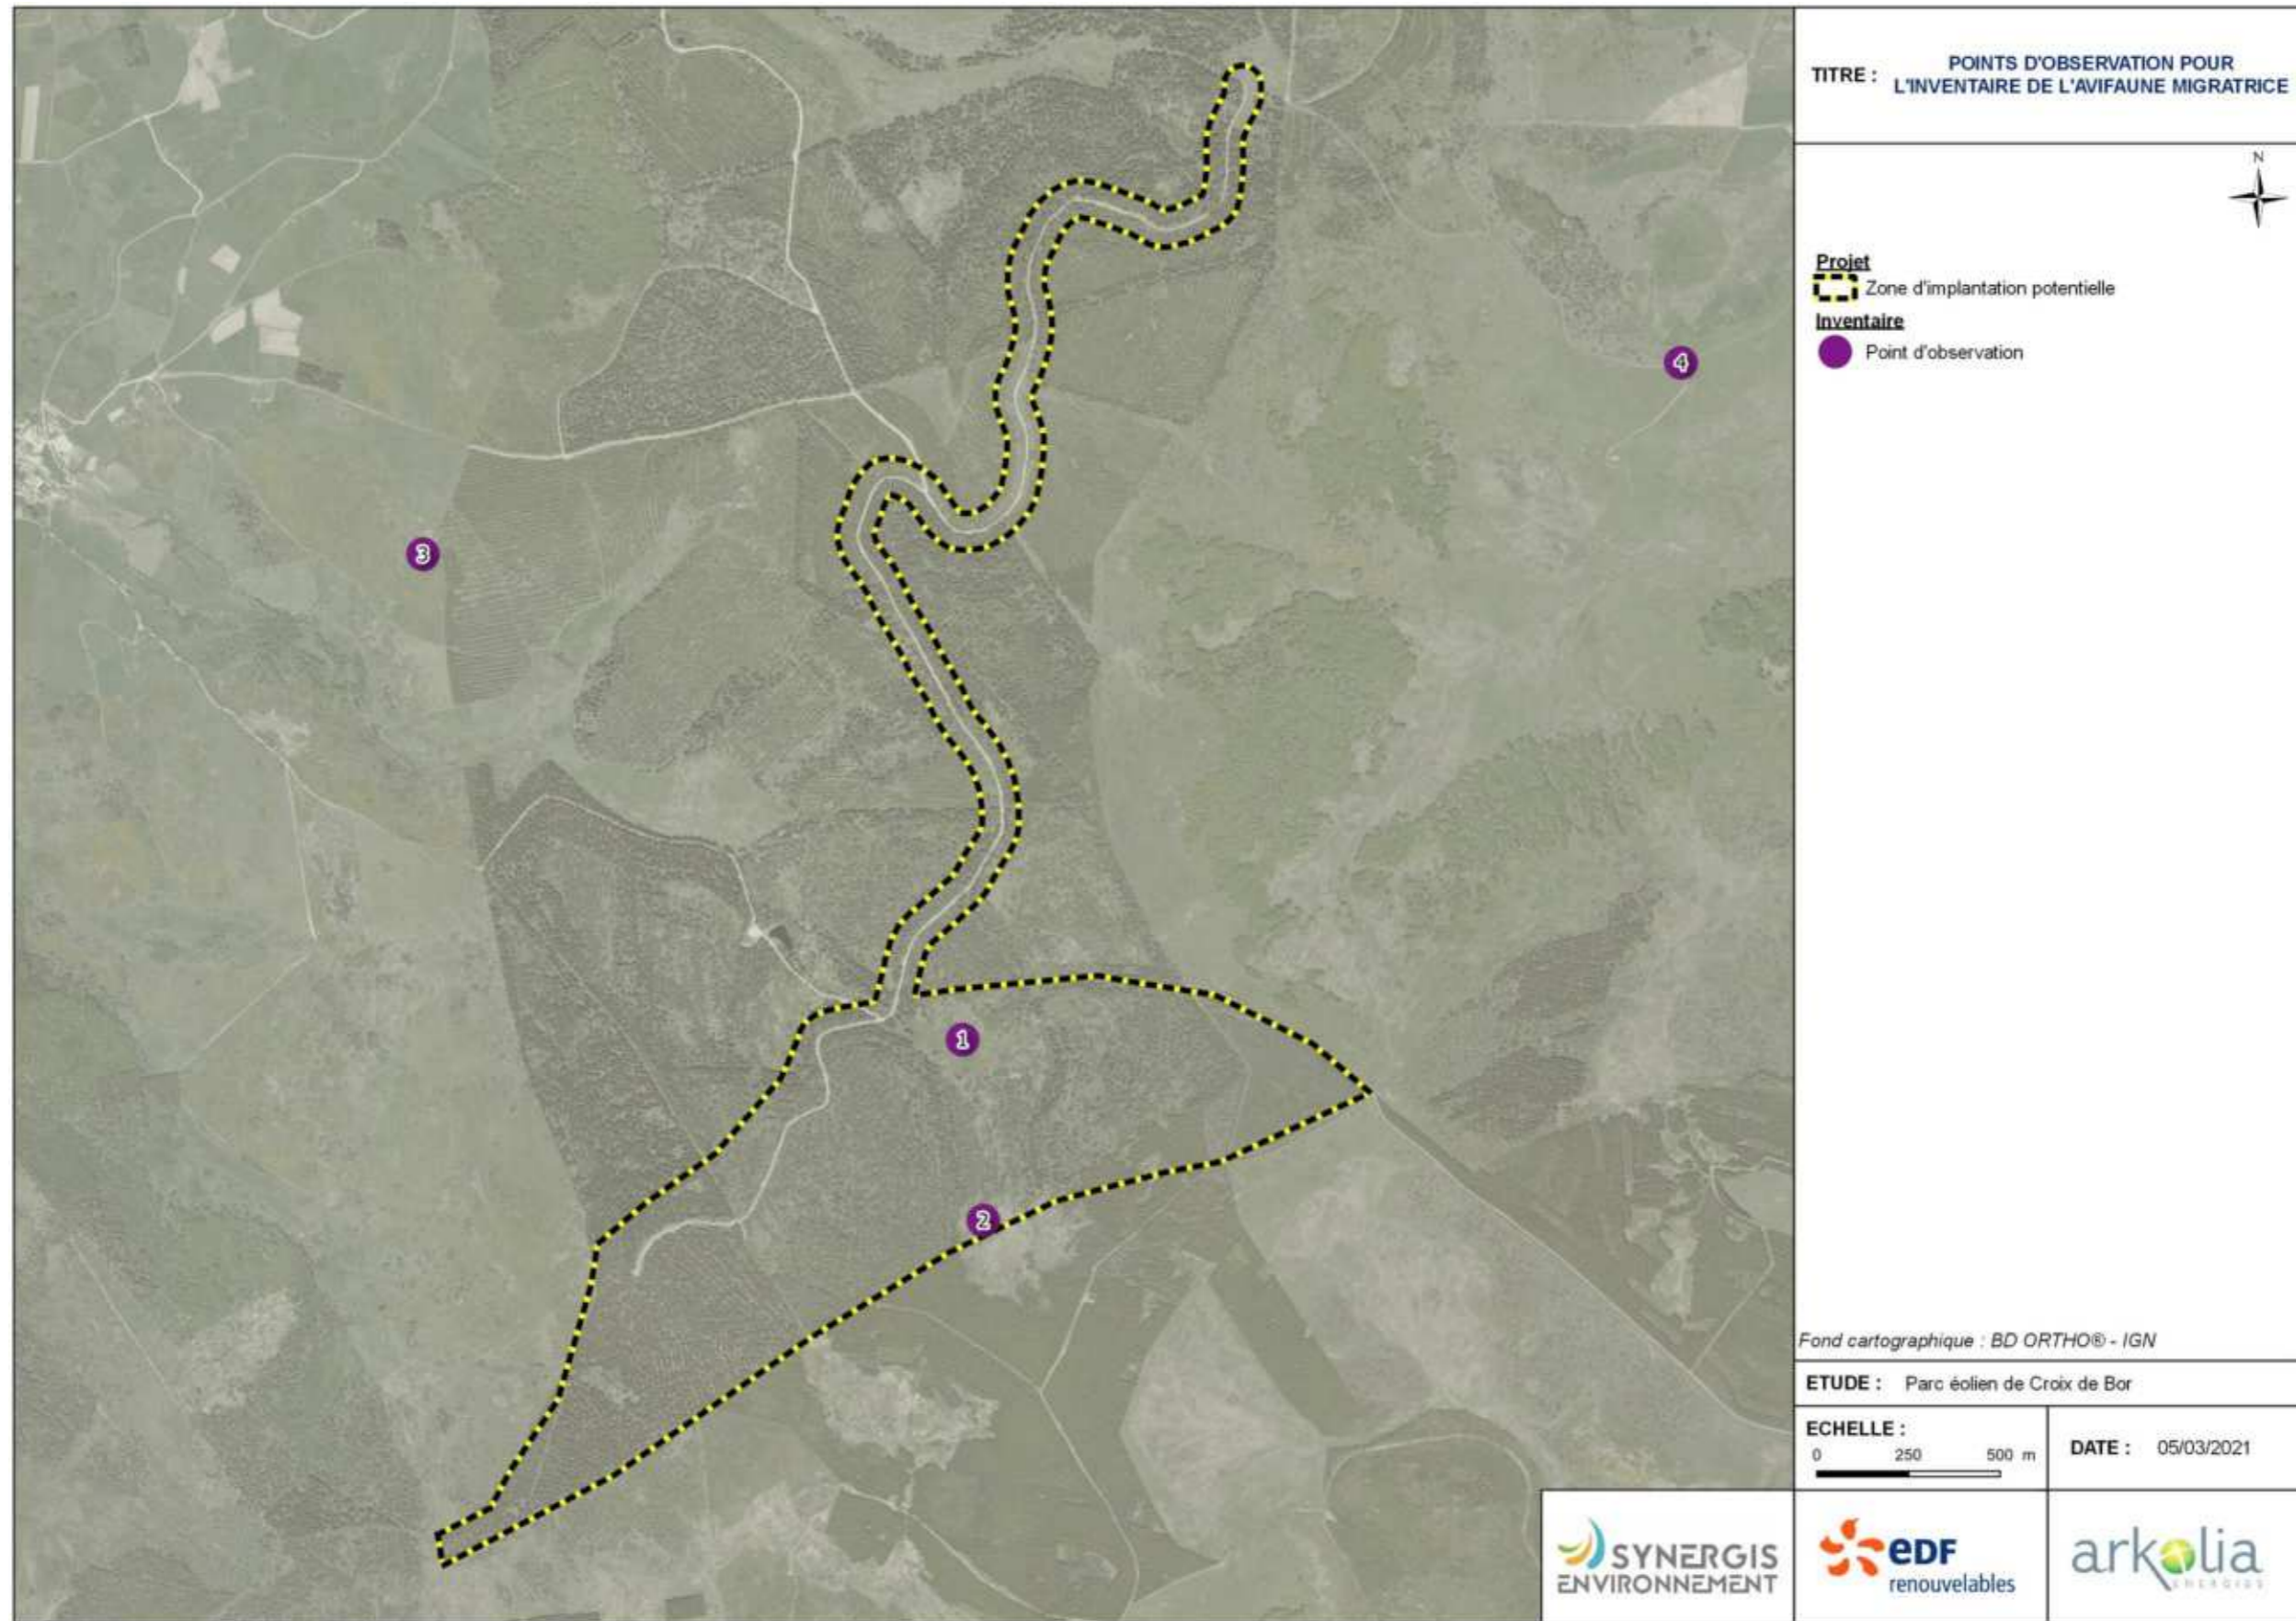 TITRE : POINTS D'OBSERVATION POUR
L'INVENTAIRE DE L'AVIFAUNE MIGRATRICE
N
Projet
Zone d'implantation potentielle
Inventaire
Point d'observation
4
3
1
2
Fond cartographique : BD ORTHO® - IGN
ETUDE : Parc éolien de Croix de Bor
ECHELLE :
0 250 500 m
DATE : 05/03/2021
SYNERGIS
ENVIRONNEMENT
EDF
renouvelables
arkolia
ENERGIES